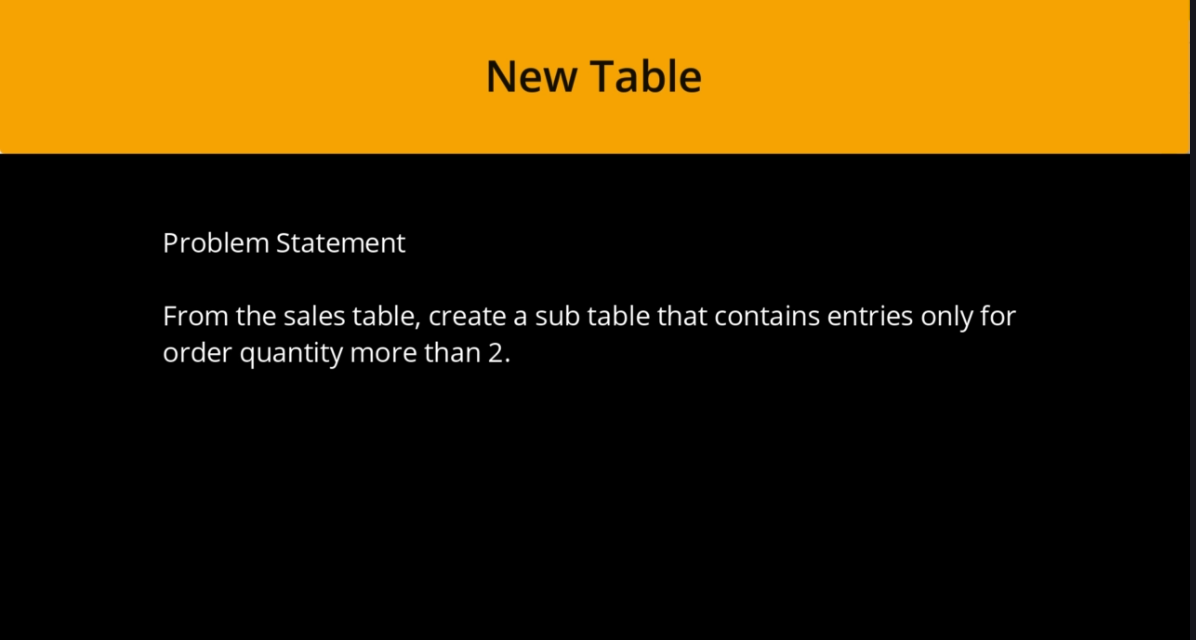 New Table
Problem Statement
From the sales table, create a sub table that contains entries only for
order quantity more than 2.